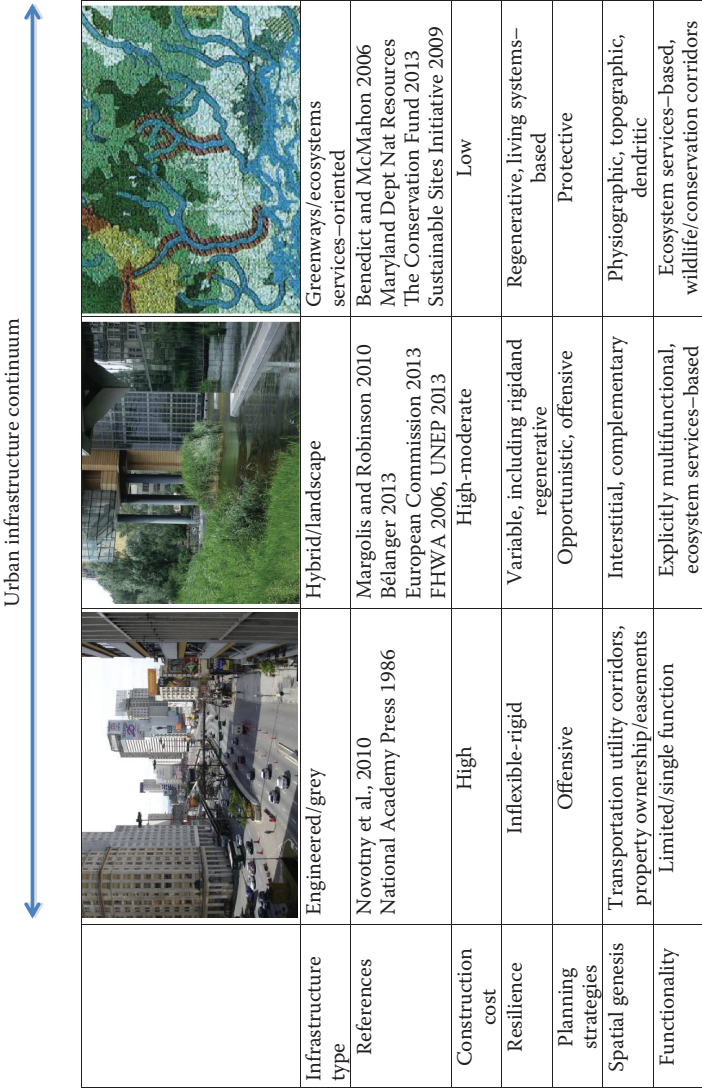 Urban infrastructure continuum
Infrastructure
type
Engineered/grey
Hybrid/landscape
Greenways/ecosystems
services–oriented
References
Novotny et al., 2010
National Academy Press 1986
Margolis and Robinson 2010
Bélanger 2013
European Commission 2013
FHWA 2006, UNEP 2013
Benedict and McMahon 2006
Maryland Dept Nat Resources
The Conservation Fund 2013
Sustainable Sites Initiative 2009
Construction
cost
High
High-moderate
Low
Resilience
Inflexible-rigid
Variable, including rigidand
regenerative
Regenerative, living systems–
based
Planning
strategies
Offensive
Opportunistic, offensive
Protective
Spatial genesis
Transportation utility corridors,
property ownership/easements
Interstitial, complementary
Physiographic, topographic,
dendritic
Functionality
Limited/single function
Explicitly multifunctional,
ecosystem services–based
Ecosystem services–based,
wildlife/conservation corridors